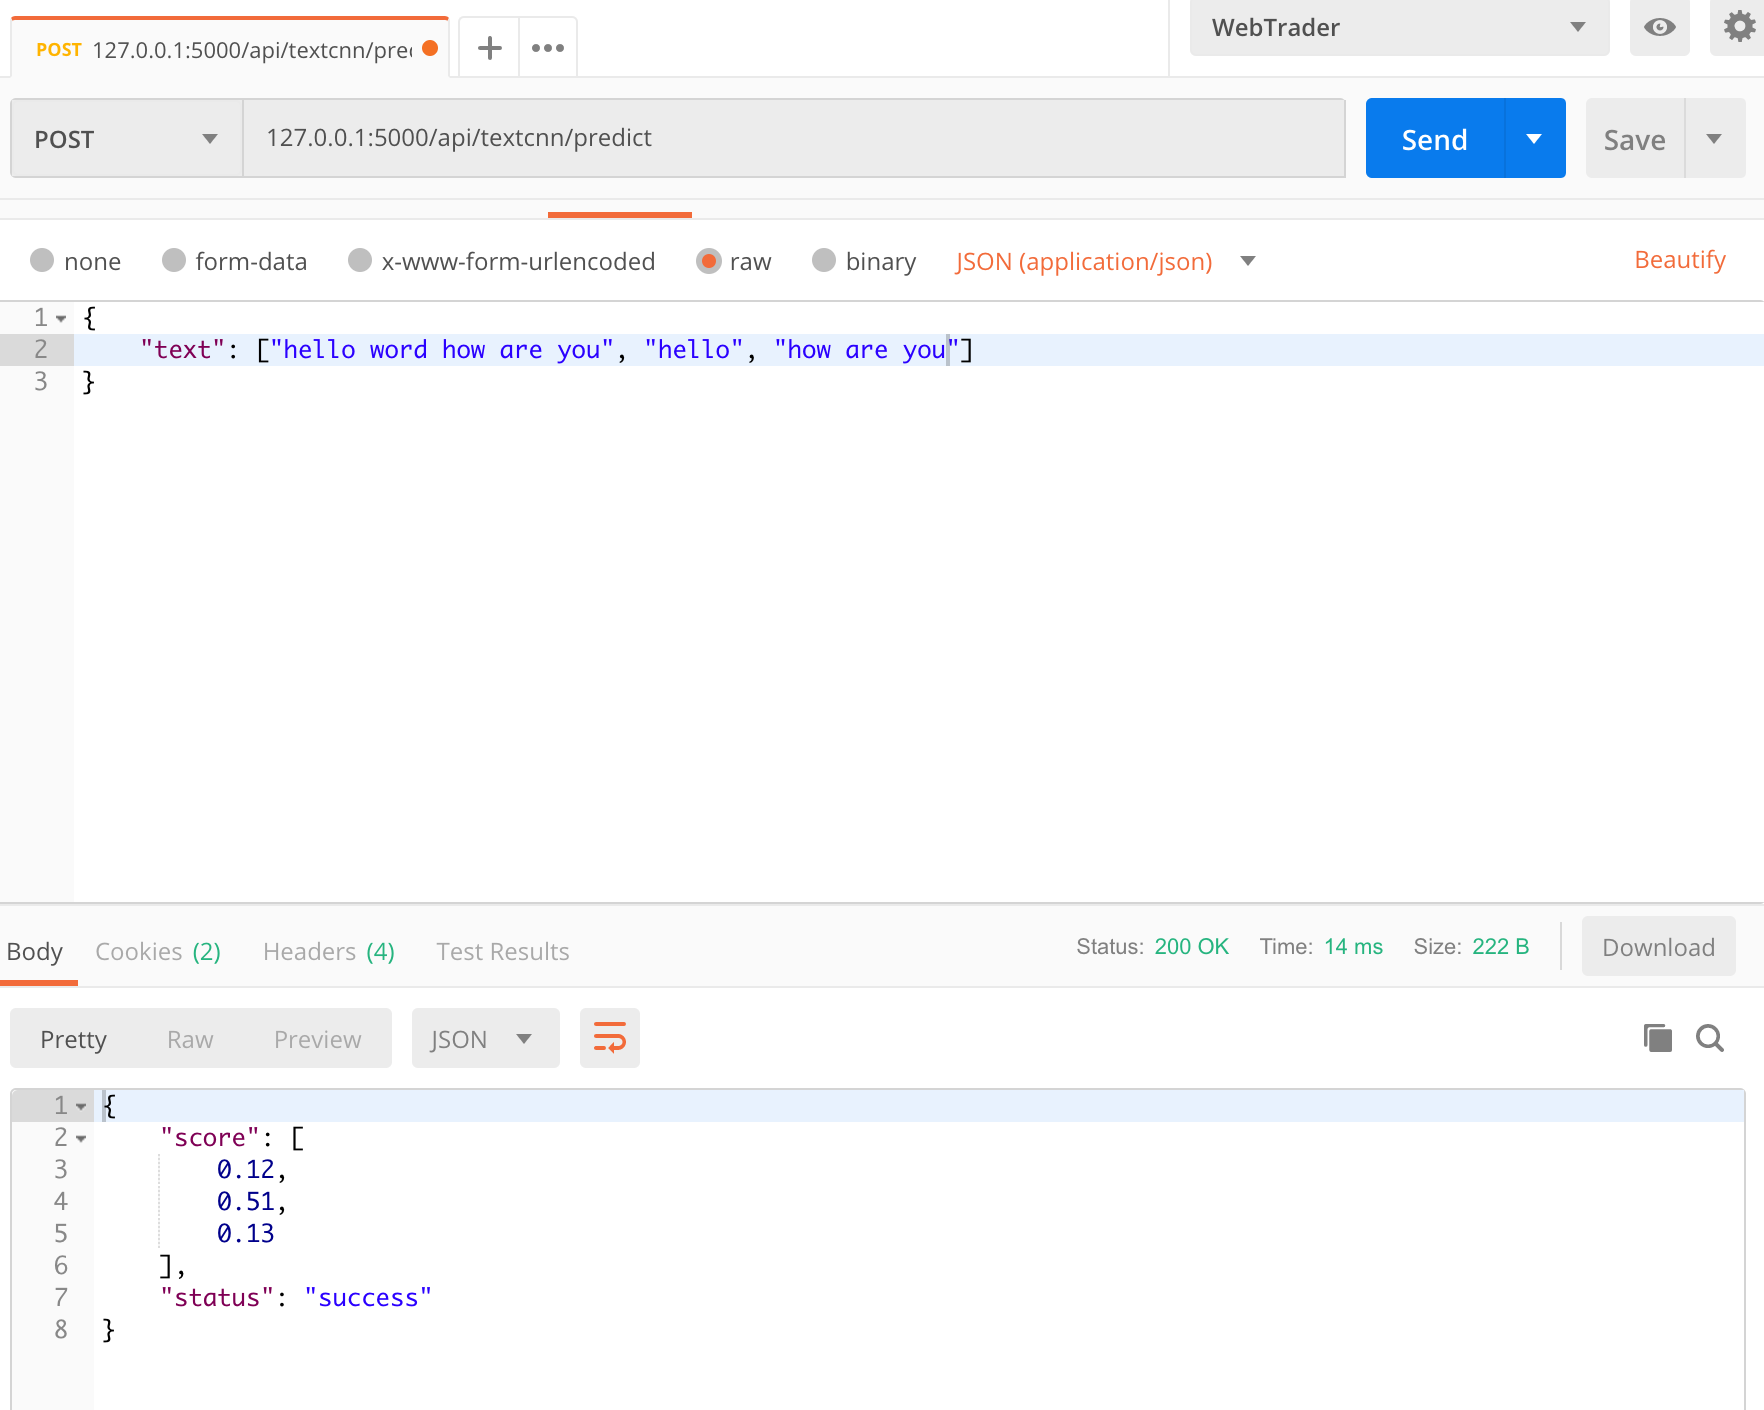 POST 127.0.0.1:5000/api/textcnn/pre
WebTrader
POST 127.0.0.1:5000/api/textcnn/predict Send Save
none form-data x-www-form-urlencoded raw binary JSON (application/json) Beautify
1 {
2 "text": ["hello word how are you", "hello", "how are you"]
3 }
Body Cookies (2) Headers (4) Test Results Status: 200 OK Time: 14 ms Size: 222 B Download
Pretty Raw Preview JSON
1 {
2 "score": [
3 0.12,
4 0.51,
5 0.13
6 ],
7 "status": "success"
8 }